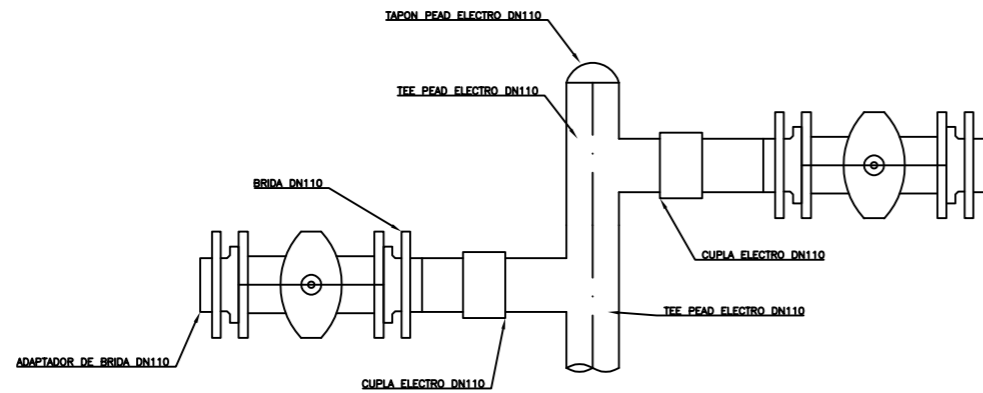 TAPON PEAD ELECTRO DN110
TEE PEAD ELECTRO DN110
BRIDA DN110
CUPLA ELECTRO DN110
TEE PEAD ELECTRO DN110
ADAPTADOR DE BRIDA DN110
CUPLA ELECTRO DN110